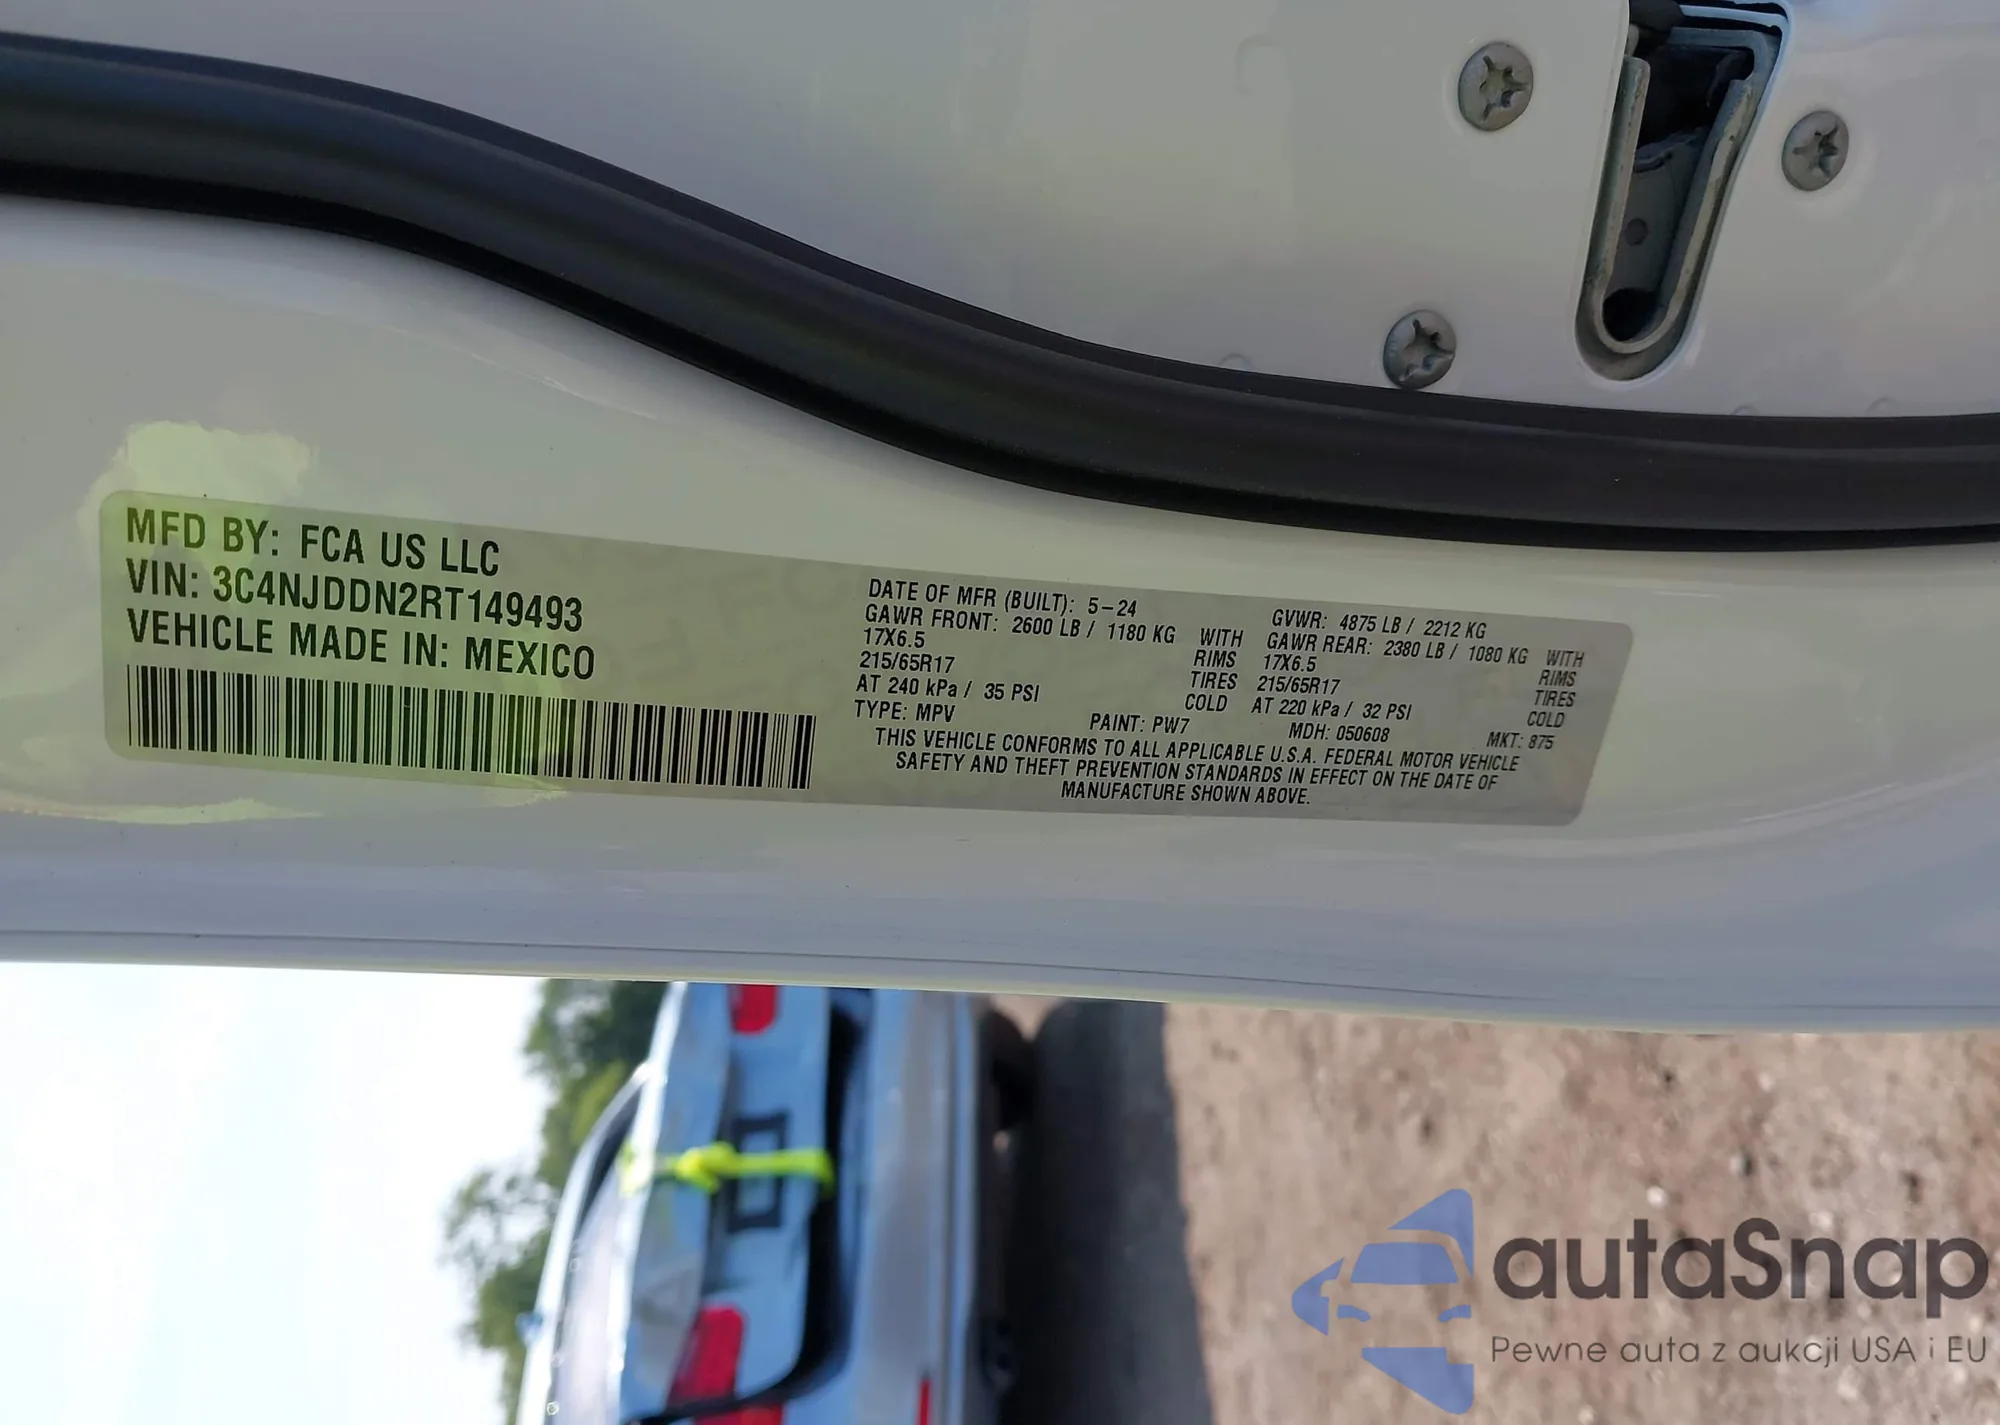 MFD BY: FCA US LLC
VIN: 3C4NJDDN2RT149493
VEHICLE MADE IN: MEXICO
DATE OF MFR (BUILT): 5-24 GVWR: 4875 LB / 2212 KG
GAWR FRONT: 2600 LB / 1180 KG WITH GAWR REAR: 2380 LB / 1080 KG WITH
17X6.5 RIMS 17X6.5 RIMS
215/65R17 TIRES 215/65R17 TIRES
AT 240 kPa / 35 PSI COLD AT 220 kPa / 32 PSI COLD
TYPE: MPV PAINT: PW7 MDH: 050608 MKT: 875
THIS VEHICLE CONFORMS TO ALL APPLICABLE U.S.A. FEDERAL MOTOR VEHICLE
SAFETY AND THEFT PREVENTION STANDARDS IN EFFECT ON THE DATE OF
MANUFACTURE SHOWN ABOVE.
autaSnap
Pewne auta z aukcji USA i EU